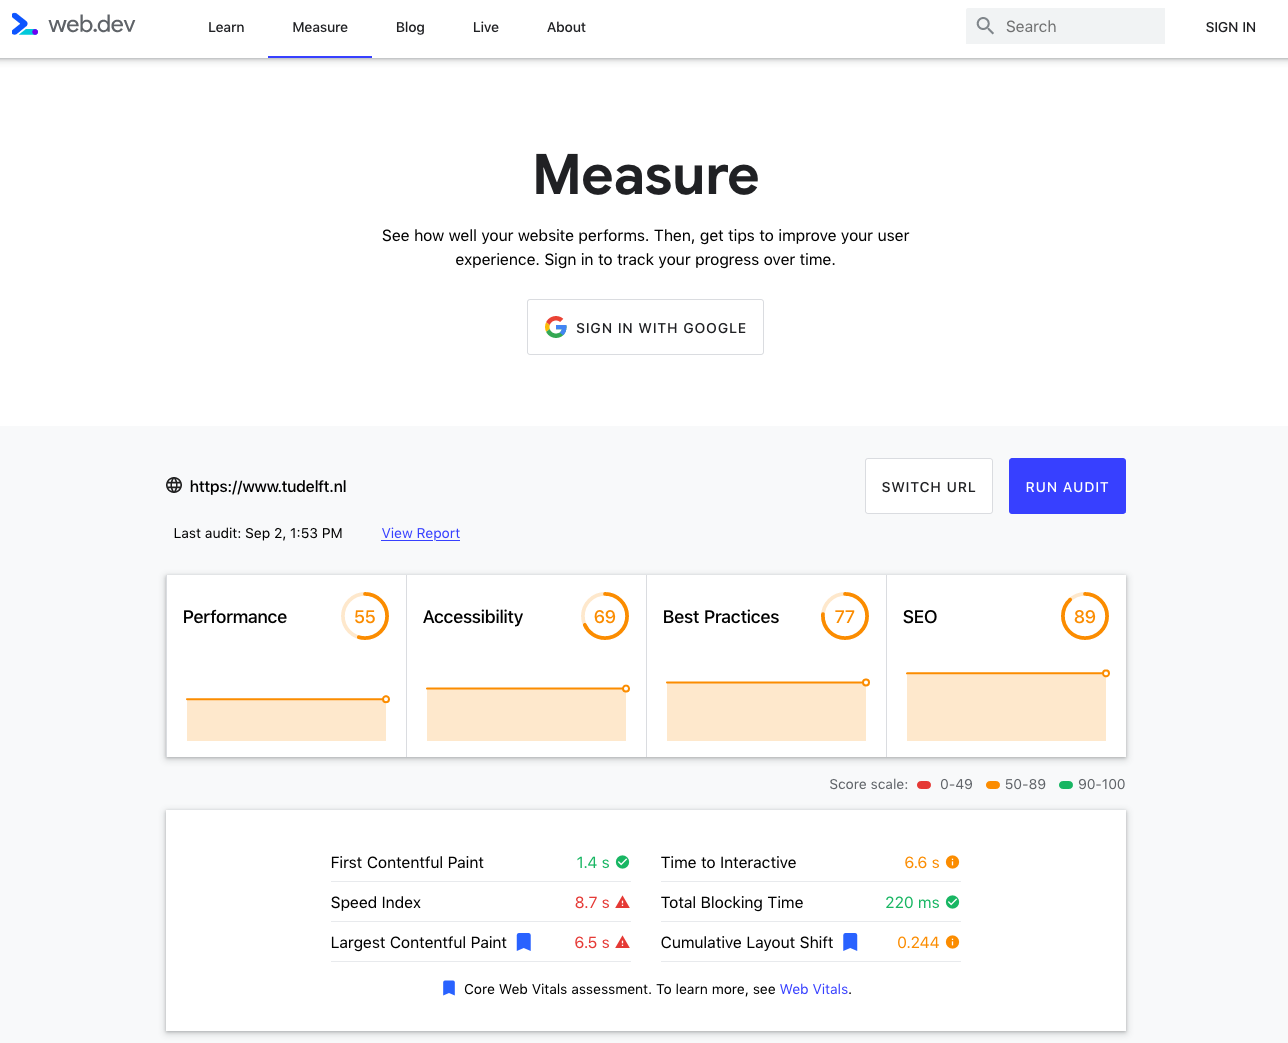 web.dev Learn Measure Blog Live About Search SIGN IN
Measure
See how well your website performs. Then, get tips to improve your user
experience. Sign in to track your progress over time.
SIGN IN WITH GOOGLE
https://www.tudelft.nl SWITCH URL RUN AUDIT
Last audit: Sep 2, 1:53 PM View Report
Performance 55 Accessibility 69 Best Practices 77 SEO 89
Score scale: 0-49 50-89 90-100
First Contentful Paint 1.4 s Time to Interactive 6.6 s
Speed Index 8.7 s Total Blocking Time 220 ms
Largest Contentful Paint 6.5 s Cumulative Layout Shift 0.244
Core Web Vitals assessment. To learn more, see Web Vitals.